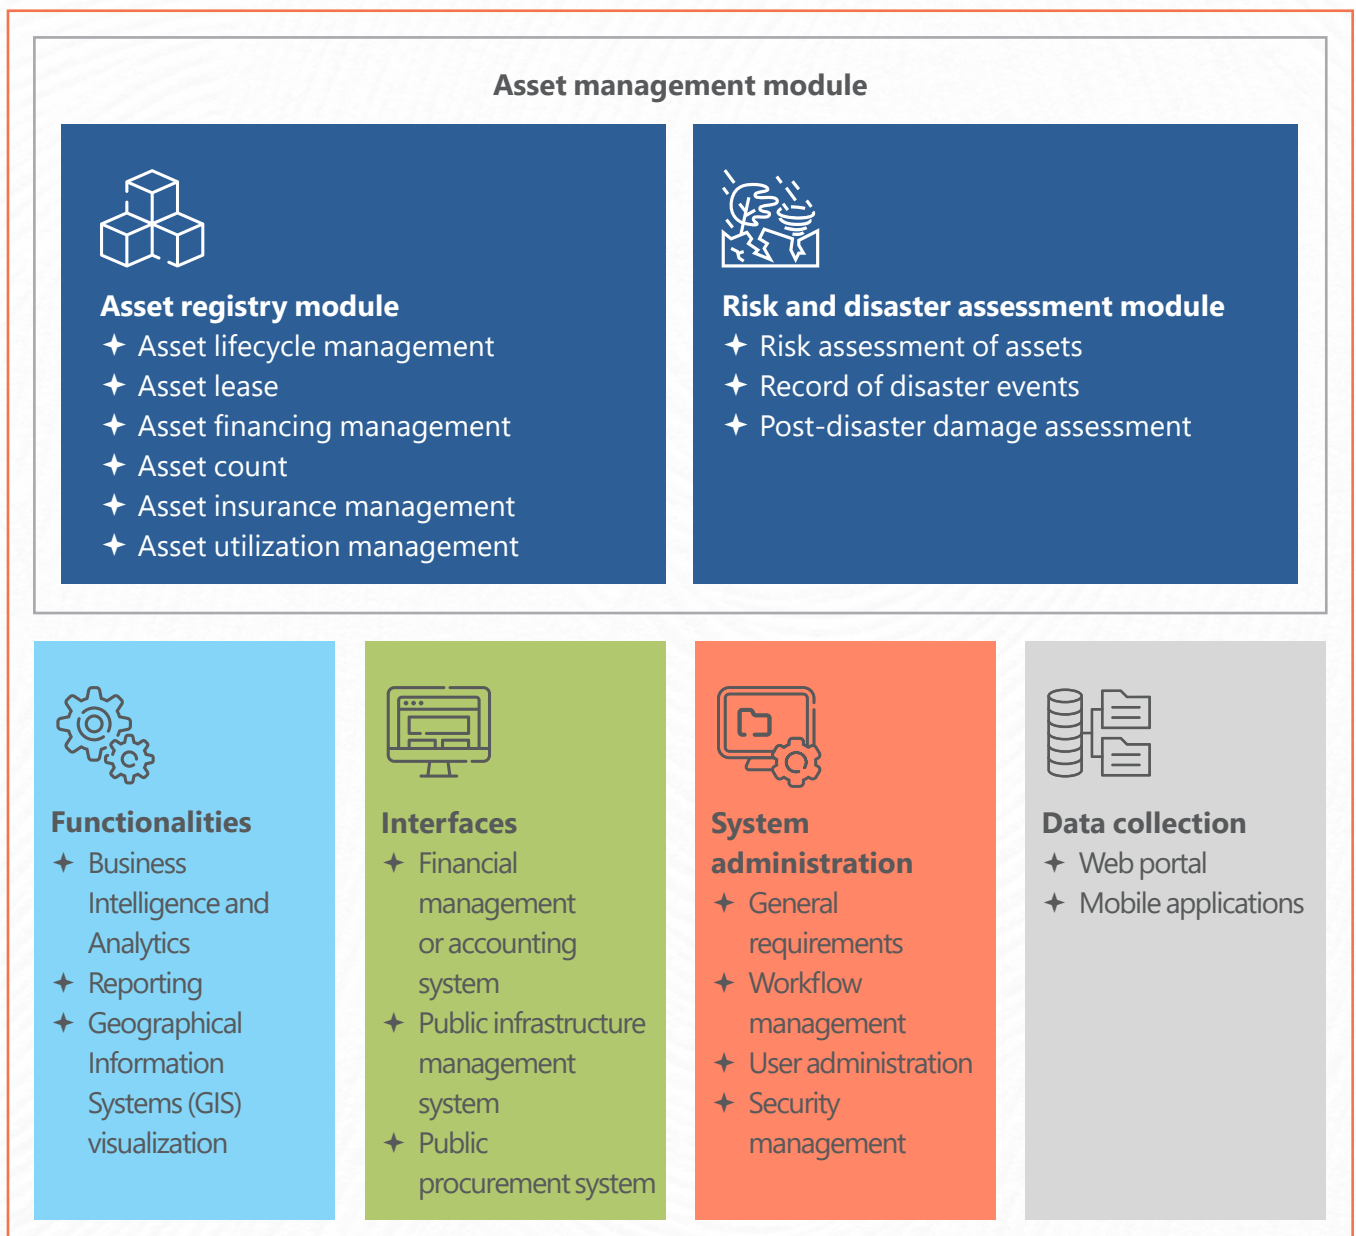 Asset management module
Asset registry module
Asset lifecycle management
Asset lease
Asset financing management
Asset count
Asset insurance management
Asset utilization management
Risk and disaster assessment module
Risk assessment of assets
Record of disaster events
Post-disaster damage assessment
Functionalities
Business
Intelligence and
Analytics
Reporting
Geographical
Information
Systems (GIS)
visualization
Interfaces
Financial
management
or accounting
system
Public infrastructure
management
system
Public
procurement system
System
administration
General
requirements
Workflow
management
User administration
Security
management
Data collection
Web portal
Mobile applications